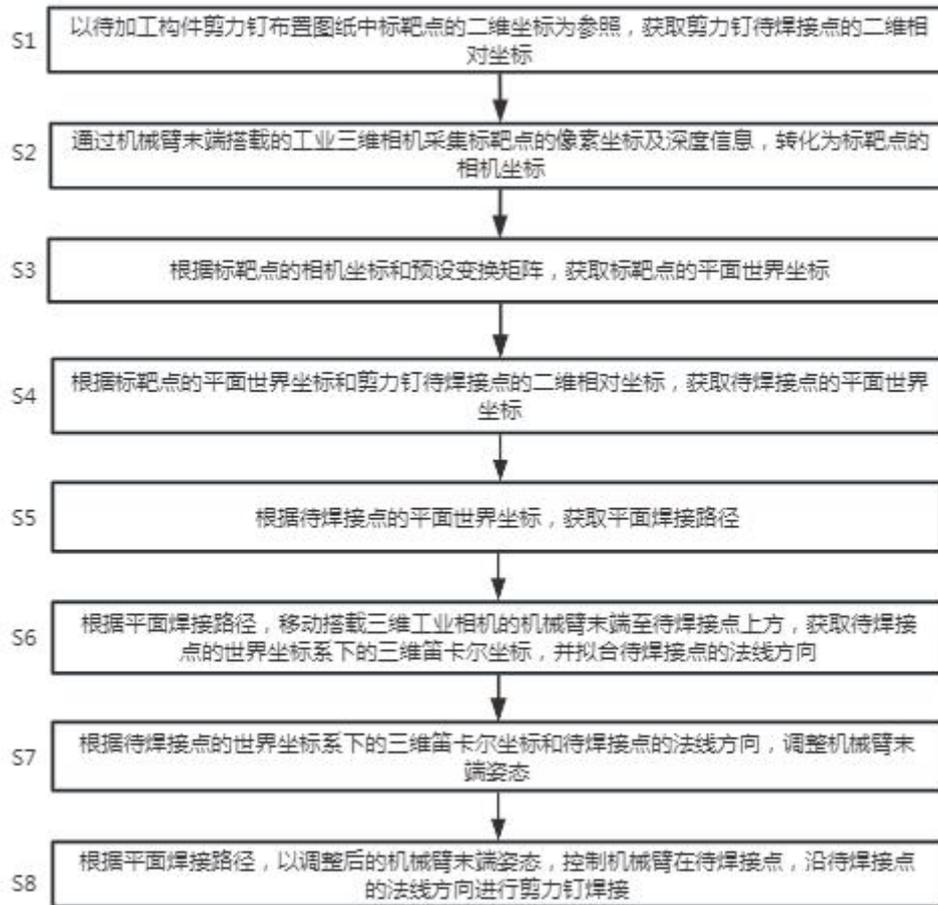 S1
以待加工构件剪力钉布置图纸中标靶点的二维坐标为参照，获取剪力钉待焊接点的二维相
对坐标
S2
通过机械臂末端搭载的工业三维相机采集标靶点的像素坐标及深度信息，转化为标靶点的
相机坐标
S3
根据标靶点的相机坐标和预设变换矩阵，获取标靶点的平面世界坐标
S4
根据标靶点的平面世界坐标和剪力钉待焊接点的二维相对坐标，获取待焊接点的平面世界
坐标
S5
根据待焊接点的平面世界坐标，获取平面焊接路径
S6
根据平面焊接路径，移动搭载三维工业相机的机械臂末端至待焊接点上方，获取待焊接
点的世界坐标系下的三维笛卡尔坐标，并拟合待焊接点的法线方向
S7
根据待焊接点的世界坐标系下的三维笛卡尔坐标和待焊接点的法线方向，调整机械臂末
端姿态
S8
根据平面焊接路径，以调整后的机械臂末端姿态，控制机械臂在待焊接点，沿待焊接点
的法线方向进行剪力钉焊接